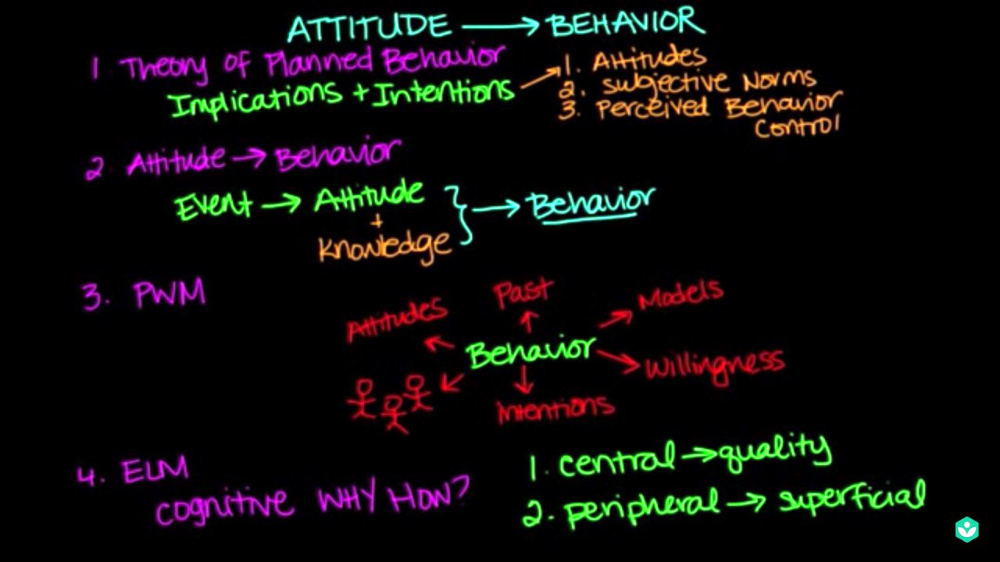 ATTITUDE → BEHAVIOR
1 Theory of Planned Behavior
Implications + Intentions → 1. Attitudes
2. Subjective Norms
3. Perceived Behavior
Control
2. Attitude → Behavior
Event → Attitude } → Behavior
+
Knowledge
3. PWM
Past
Models
Attitudes
Behavior
Willingness
Intentions
4. ELM
1. central → quality
cognitive WHY HOW?
2. peripheral → superficial